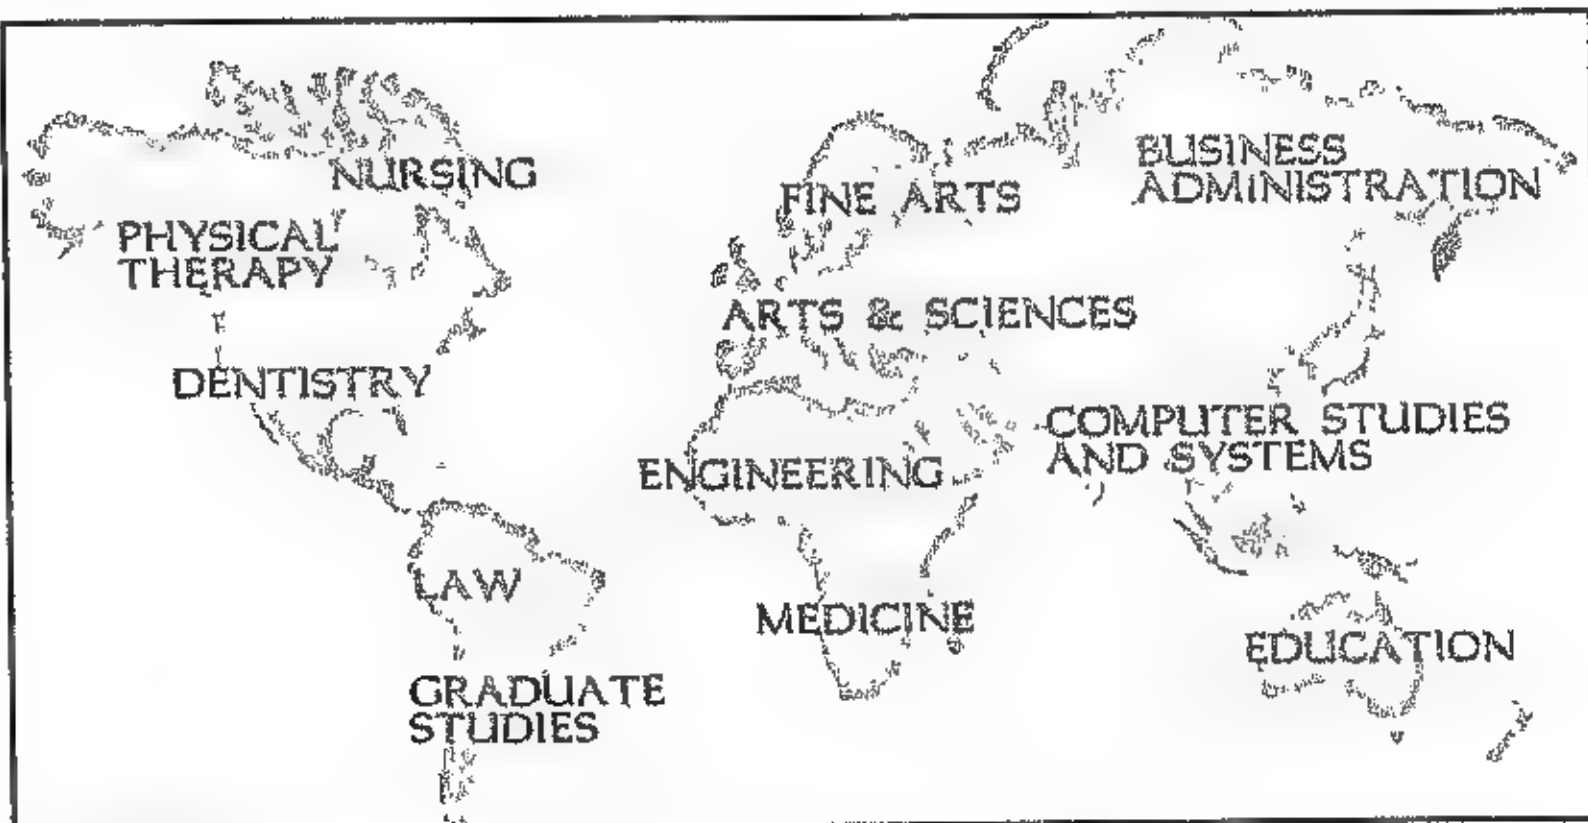 NURSING
PHYSICAL
THERAPY
DENTISTRY
LAW
GRADUATE
STUDIES
FINE ARTS
ARTS & SCIENCES
ENGINEERING
MEDICINE
BUSINESS
ADMINISTRATION
COMPUTER STUDIES
AND SYSTEMS
EDUCATION